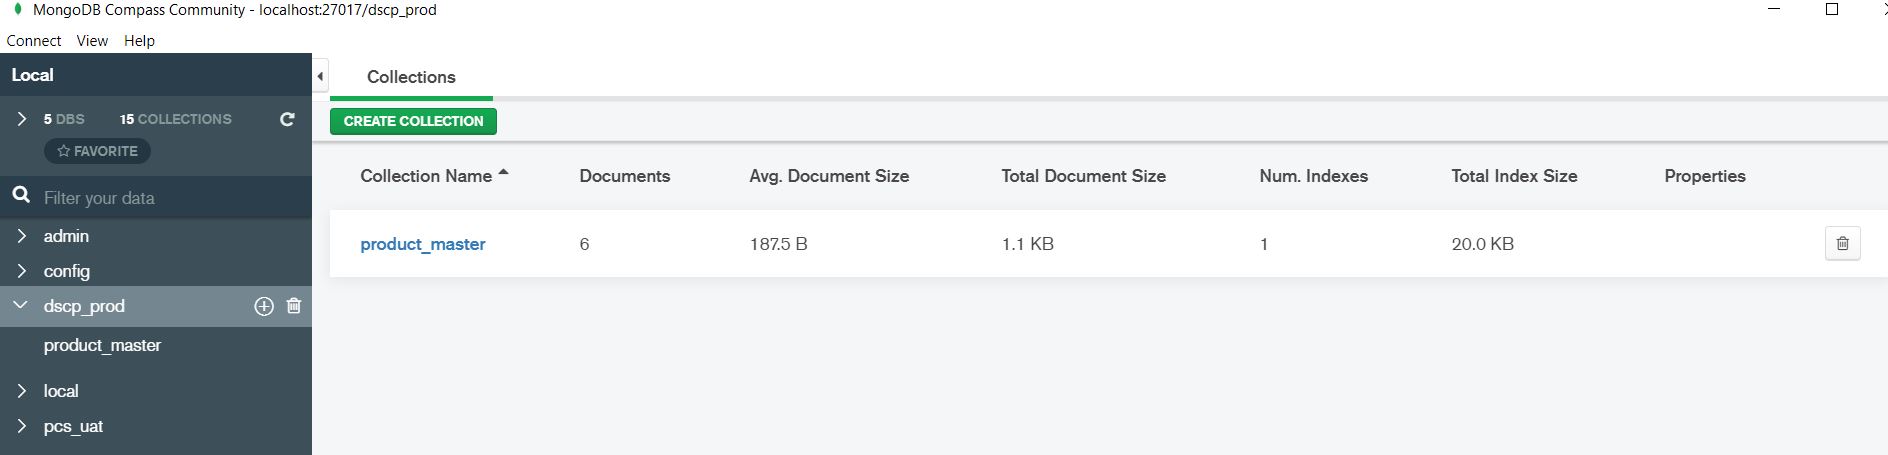 MongoDB Compass Community - localhost:27017/dscp_prod
Connect View Help
Local
Collections
5 DBS 15 COLLECTIONS
FAVORITE
CREATE COLLECTION
Filter your data
Collection Name Documents Avg. Document Size Total Document Size Num. Indexes Total Index Size Properties
product_master 6 187.5 B 1.1 KB 1 20.0 KB
admin
config
dscp_prod
product_master
local
pcs_uat